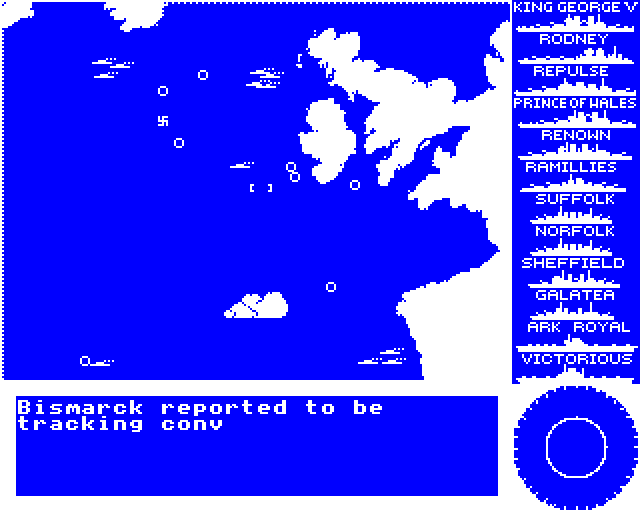 KING GEORGE V
RODNEY
REPULSE
PRINCE OF WALES
RENOWN
RAMILLIES
SUFFOLK
NORFOLK
SHEFFIELD
GALATEA
ARK ROYAL
VICTORIOUS
Bismarck reported to be
tracking conv